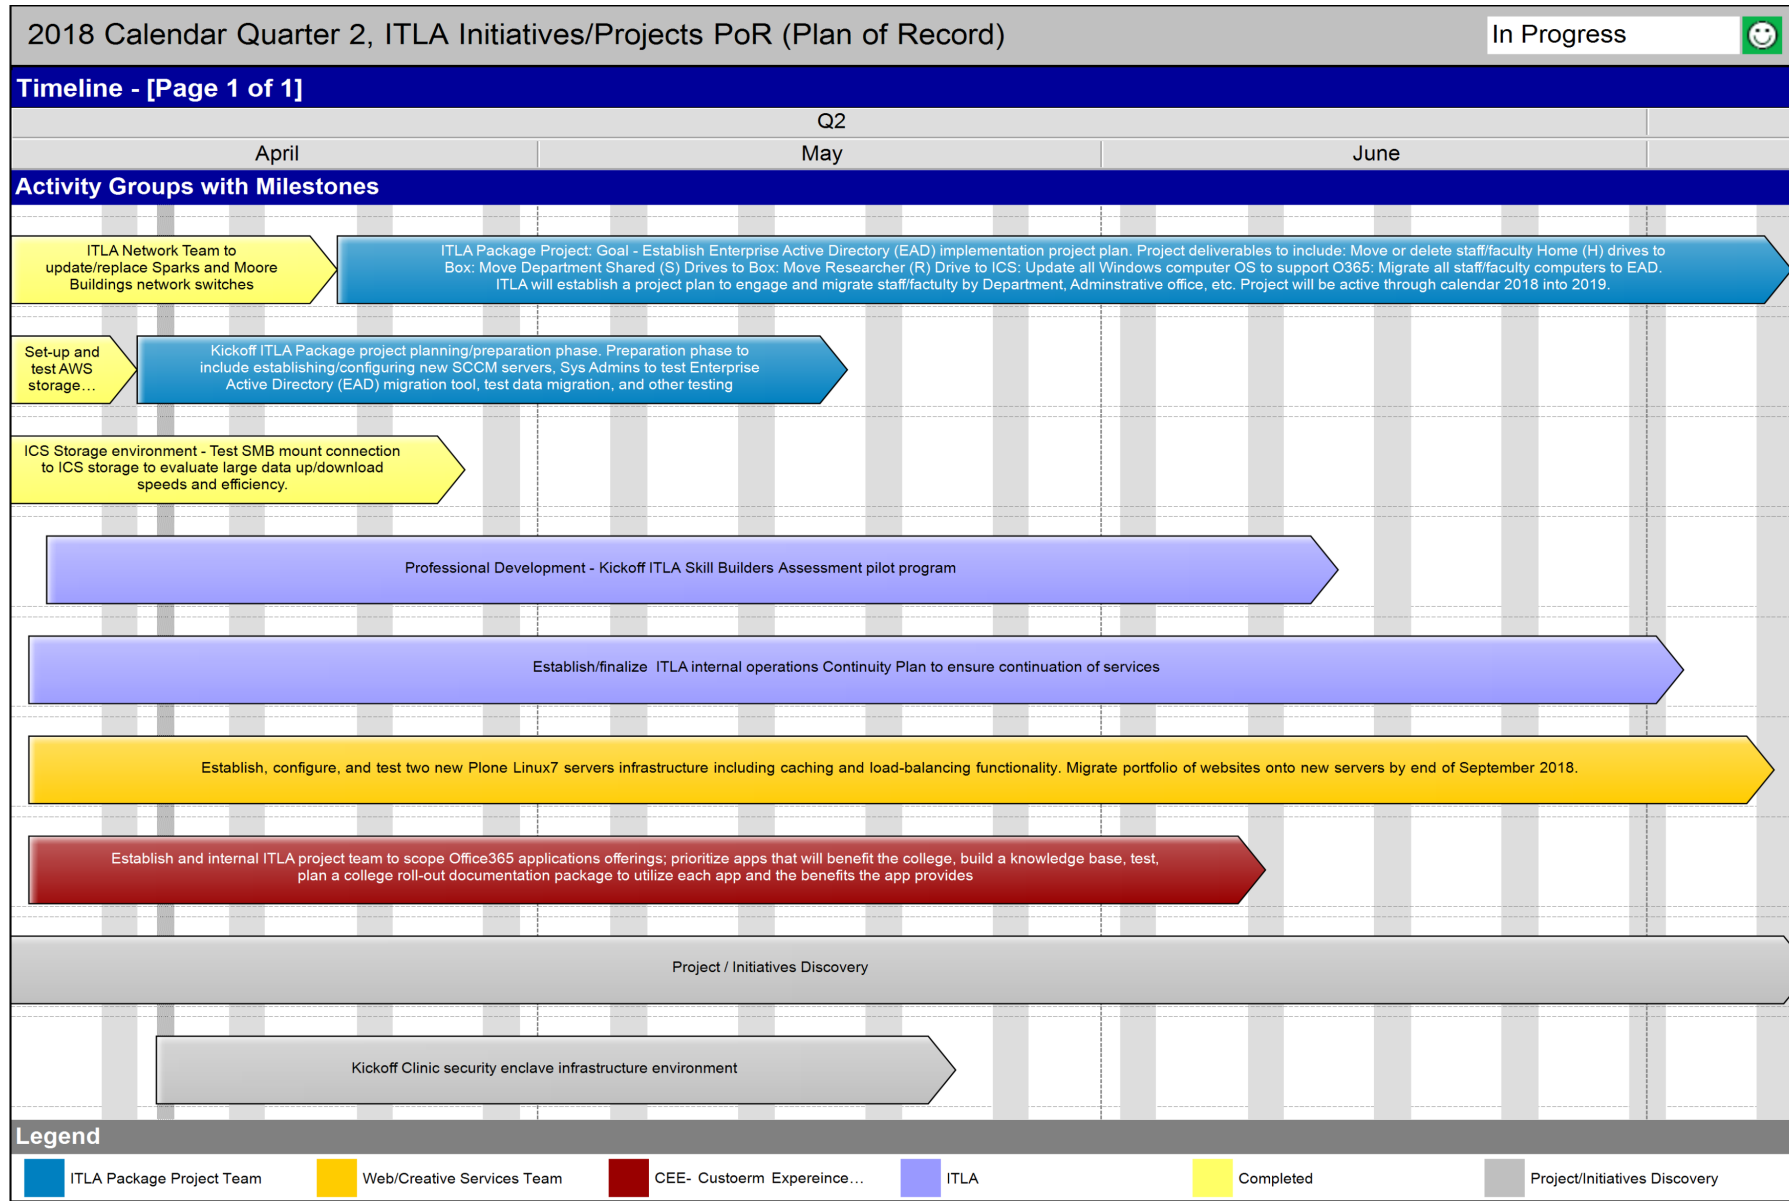 2018 Calendar Quarter 2, ITLA Initiatives/Projects PoR (Plan of Record)
In Progress
Timeline - [Page 1 of 1]
Q2
April
May
June
Activity Groups with Milestones
ITLA Network Team to
update/replace Sparks and Moore
Buildings network switches
ITLA Package Project: Goal - Establish Enterprise Active Directory (EAD) implementation project plan. Project deliverables to include: Move or delete staff/faculty Home (H) drives to
Box: Move Department Shared (S) Drives to Box: Move Researcher (R) Drive to ICS: Update all Windows computer OS to support O365: Migrate all staff/faculty computers to EAD.
ITLA will establish a project plan to engage and migrate staff/factulty by Department, Adminstrative office, etc. Project will be active through calendar 2018 into 2019.
Set-up and
test AWS
storage...
Kickoff ITLA Package project planning/preparation phase. Preparation phase to
include establishing/configuring new SCCM servers, Sys Admins to test Enterprise
Active Directory (EAD) migration tool, test data migration, and other testing
ICS Storage environment - Test SMB mount connection
to ICS storage to evaluate large data up/download
speeds and efficiency.
Professional Development - Kickoff ITLA Skill Builders Assessment pilot program
Establish/finalize ITLA internal operations Continuity Plan to ensure continuation of services
Establish, configure, and test two new Plone Linux7 servers infrastructure including caching and load-balancing functionality. Migrate portfolio of websites onto new servers by end of September 2018.
Establish and internal ITLA project team to scope Office365 applications offerings; prioritize apps that will benefit the college, build a knowledge base, test,
plan a college roll-out documentation package to utilize each app and the benefits the app provides
Project / Initiatives Discovery
Kickoff Clinic security enclave infrastructure environment
Legend
ITLA Package Project Team
Web/Creative Services Team
CEE- Custoerm Expereince...
ITLA
Completed
Project/Initiatives Discovery